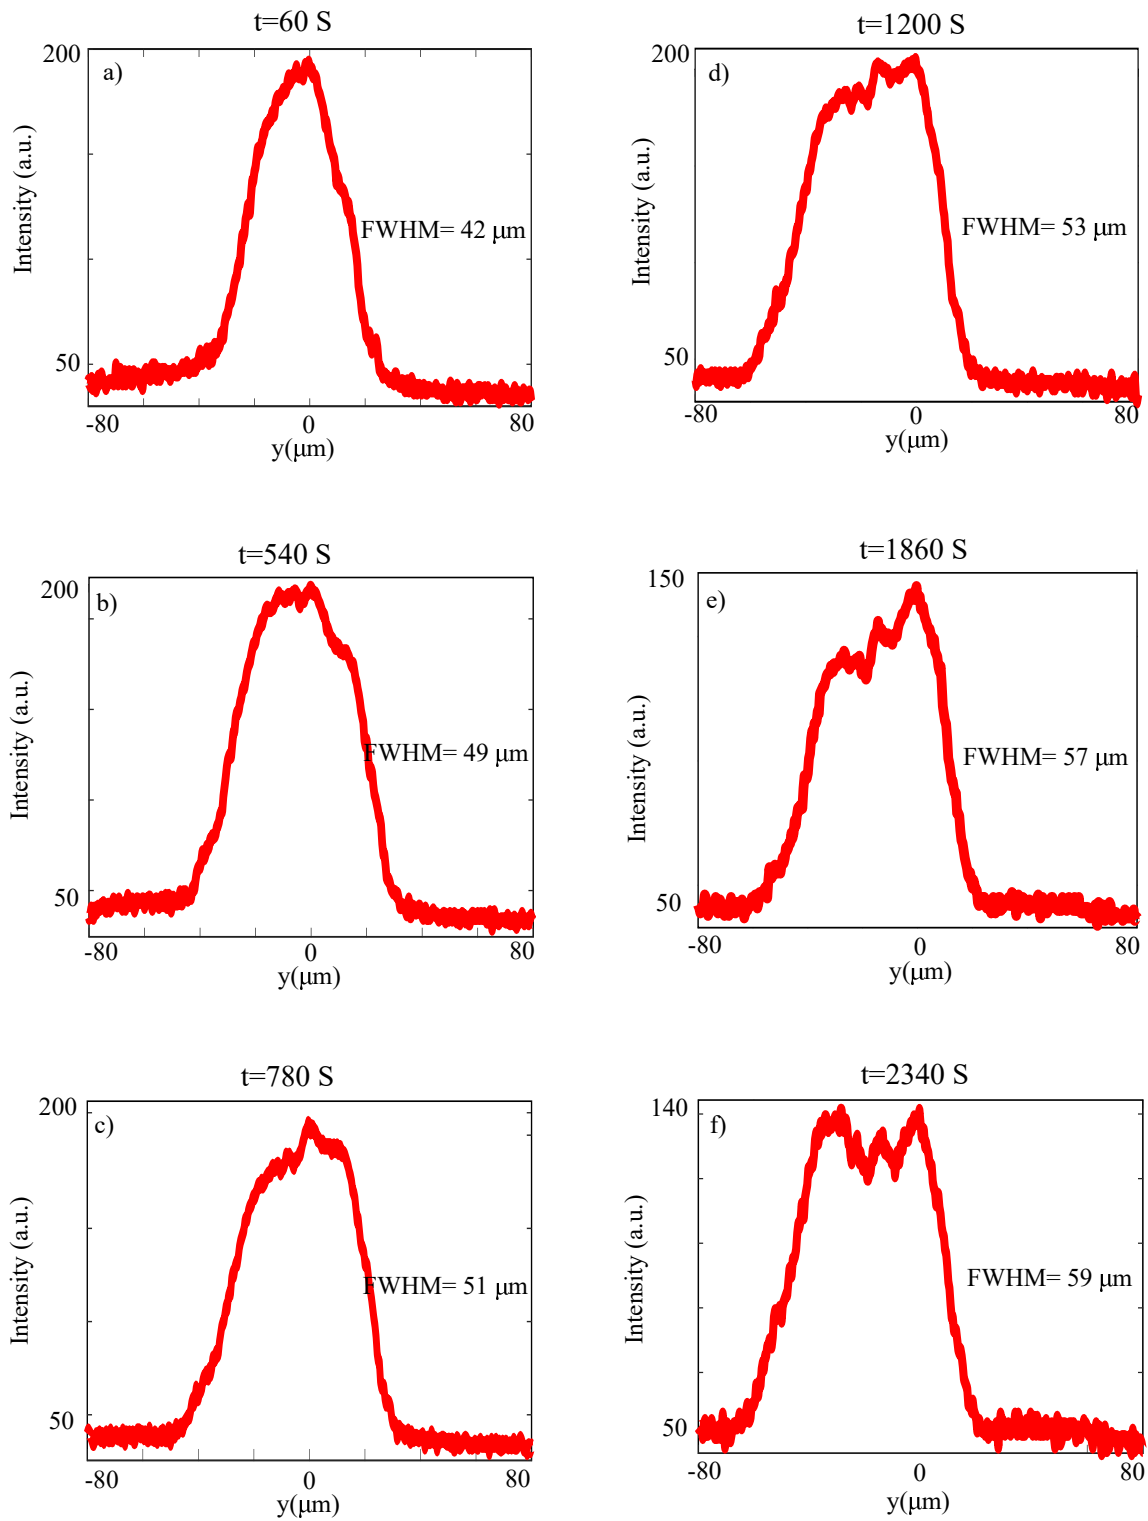 t=60 S
200
a)
Intensity (a.u.)
FWHM= 42 μm
50
-80
0
80
y(μm)
t=1200 S
200
d)
Intensity (a.u.)
FWHM= 53 μm
50
-80
0
80
y(μm)
t=540 S
200
b)
Intensity (a.u.)
FWHM= 49 μm
50
-80
0
80
y(μm)
t=1860 S
150
e)
Intensity (a.u.)
FWHM= 57 μm
50
-80
0
80
y(μm)
t=780 S
200
c)
Intensity (a.u.)
FWHM= 51 μm
50
-80
0
80
y(μm)
t=2340 S
140
f)
Intensity (a.u.)
FWHM= 59 μm
50
-80
0
80
y(μm)